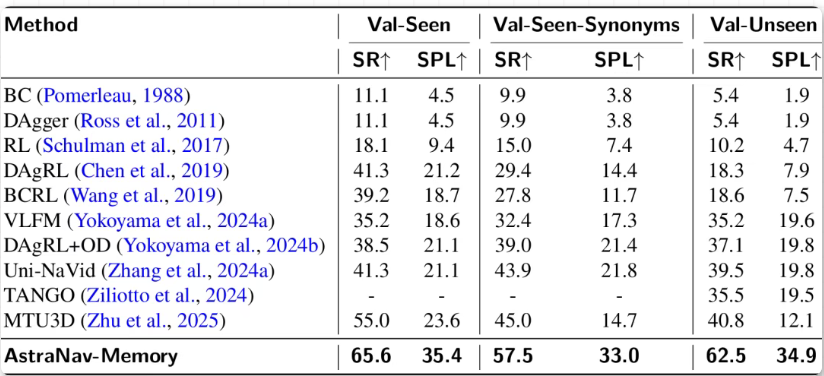 Method Val-Seen Val-Seen-Synonyms Val-Unseen
SR↑ SPL↑ SR↑ SPL↑ SR↑ SPL↑
BC (Pomerleau, 1988) 11.1 4.5 9.9 3.8 5.4 1.9
DAgger (Ross et al., 2011) 11.1 4.5 9.9 3.8 5.4 1.9
RL (Schulman et al., 2017) 18.1 9.4 15.0 7.4 10.2 4.7
DAgRL (Chen et al., 2019) 41.3 21.2 29.4 14.4 18.3 7.9
BCRL (Wang et al., 2019) 39.2 18.7 27.8 11.7 18.6 7.5
VLFM (Yokoyama et al., 2024a) 35.2 18.6 32.4 17.3 35.2 19.6
DAgRL+OD (Yokoyama et al., 2024b) 38.5 21.1 39.0 21.4 37.1 19.8
Uni-NaVid (Zhang et al., 2024a) 41.3 21.1 43.9 21.8 39.5 19.8
TANGO (Ziliotto et al., 2024) - - - - 35.5 19.5
MTU3D (Zhu et al., 2025) 55.0 23.6 45.0 14.7 40.8 12.1
AstraNav-Memory 65.6 35.4 57.5 33.0 62.5 34.9